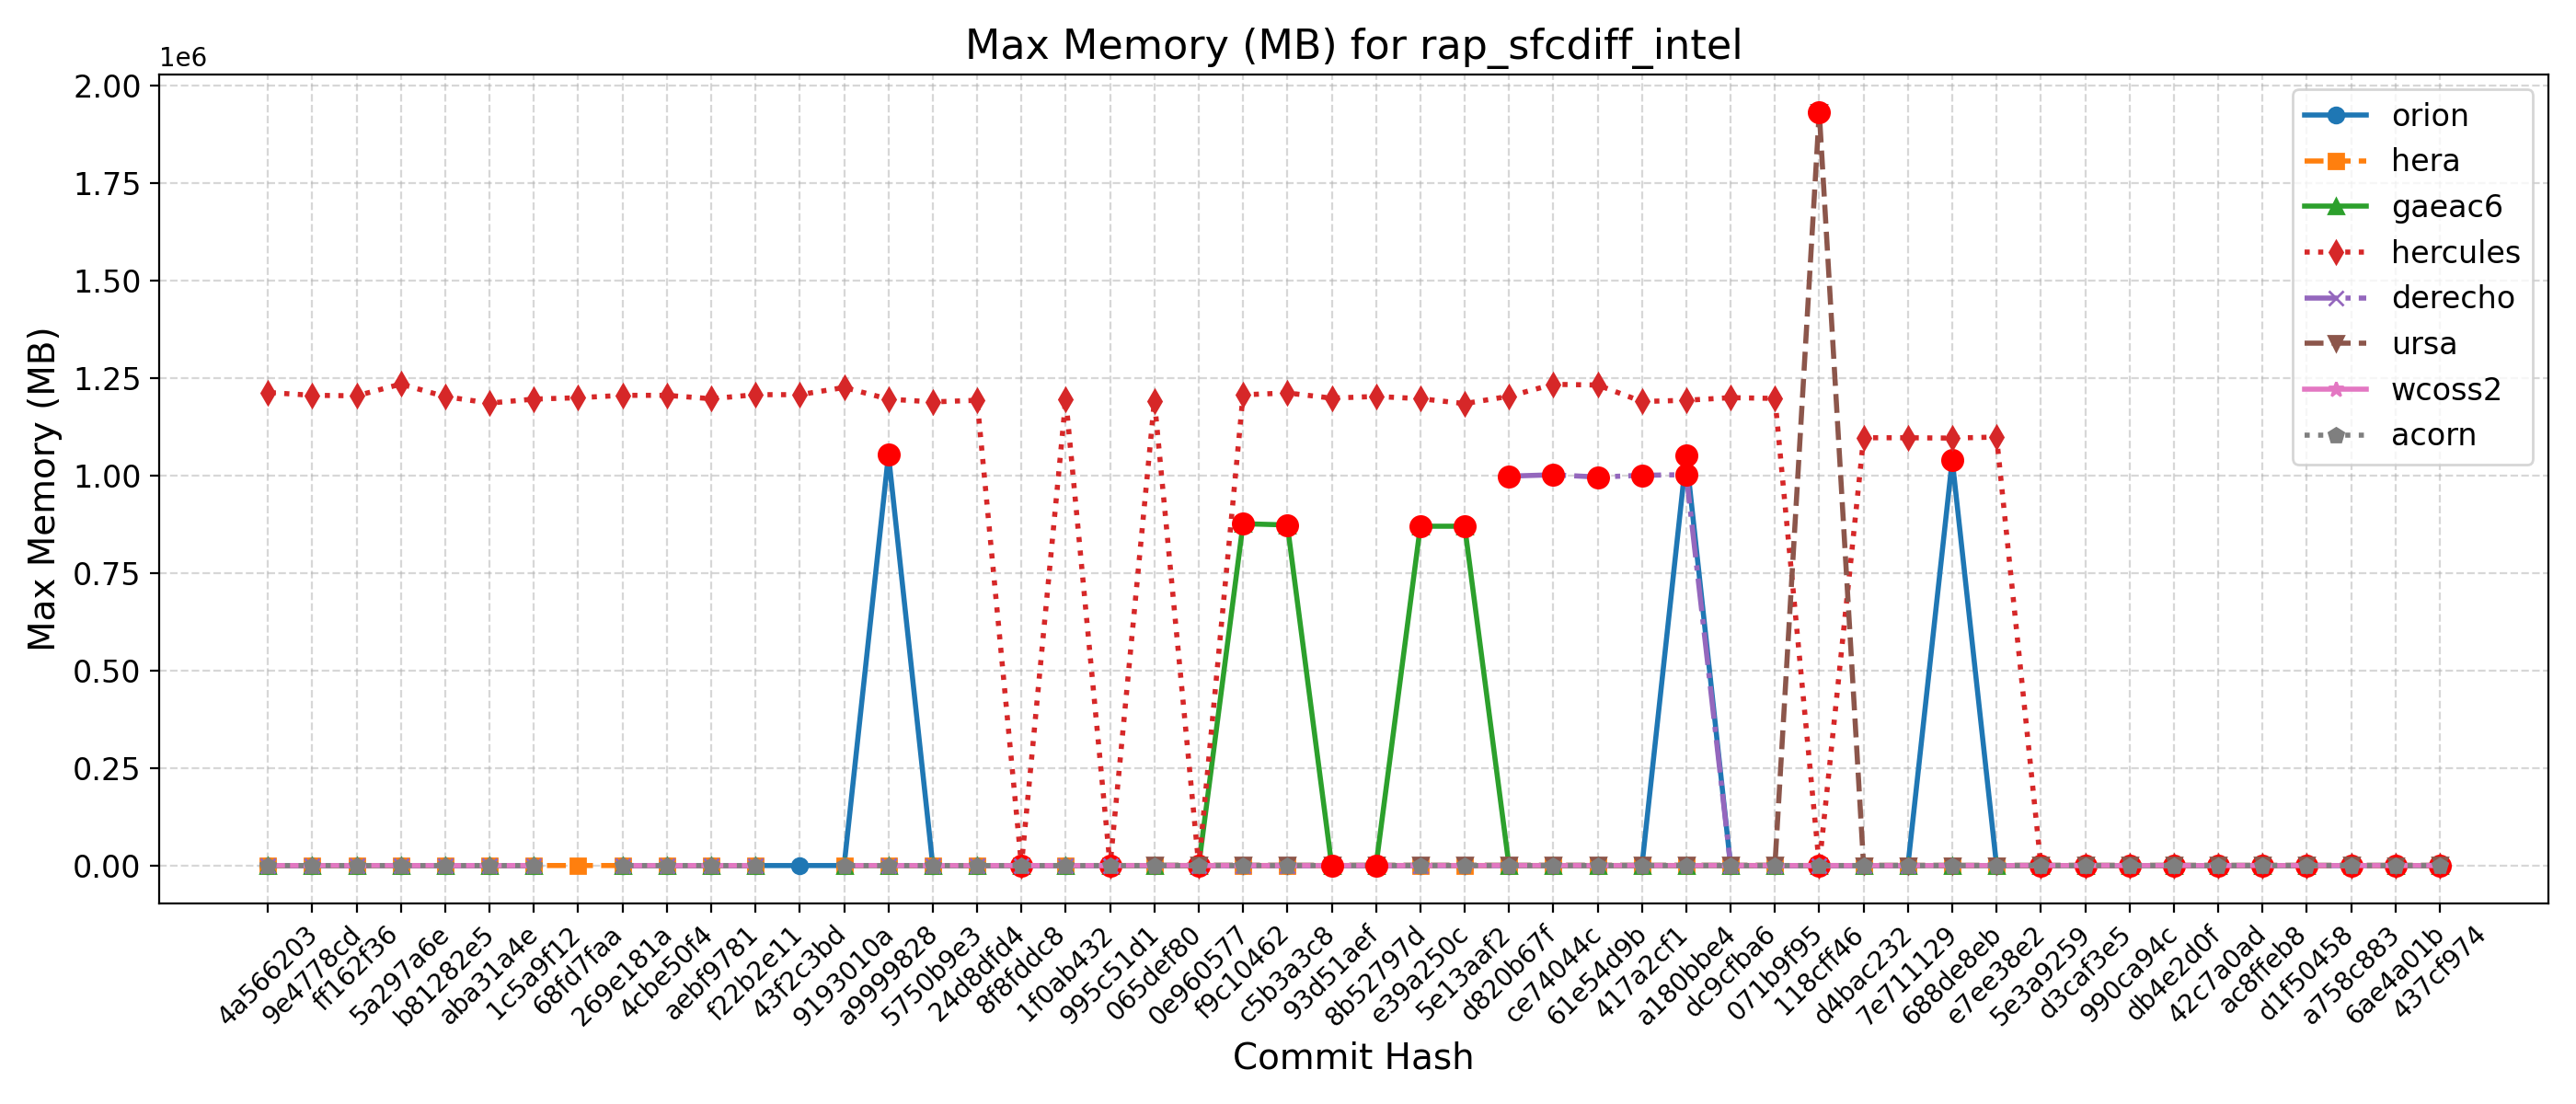 Max Memory (MB) for rap_sfcdiff_intel
1e6
2.00
1.75
1.50
1.25
1.00
0.75
0.50
0.25
0.00
Max Memory (MB)
orion
hera
gaeac6
hercules
derecho
ursa
wcoss2
acorn
4a566203
9e4778cd
ff162f36
5a297a6e
b81282e5
aba31a4e
1c5a9f12
68fd7faa
269e181a
4cbe50f4
aebf9781
f22b2e11
43f2c3bd
9193010a
a9999828
5750b9e3
24d8dfd4
8f8fddc8
1f0ab432
995c51d1
065def80
0e960577
f9c10462
c5b3a3c8
93d51aef
8b52797d
e39a250c
5e13aaf2
d820b67f
ce74044c
61e54d9b
417a2cf1
a180bbe4
dc9cfba6
071b9f95
118cff46
d4bac232
7e711129
688de8eb
e7ee38e2
5e3a9259
d3caf3e5
990ca94c
db4e2d0f
42c7a0ad
ac8ffeb8
d1f50458
a758c883
6ae4a01b
437cf974
Commit Hash